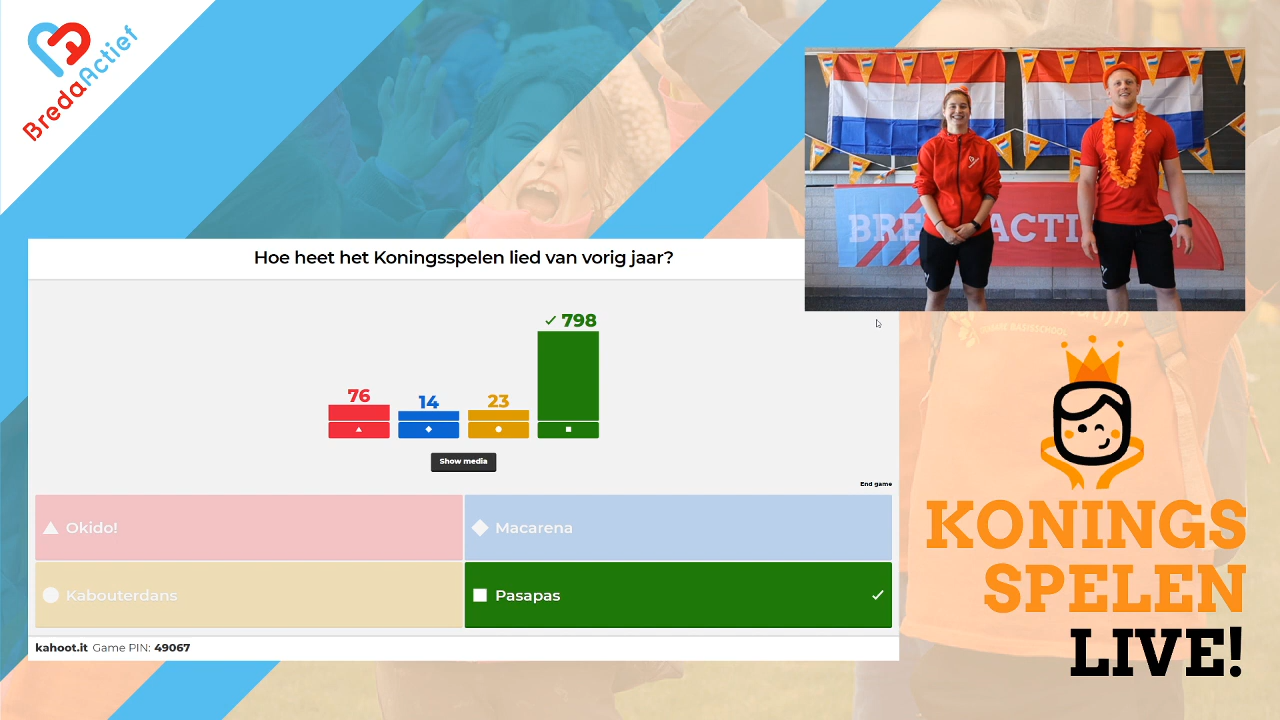 BredaActief
Hoe heet het Koningsspelen lied van vorig jaar?
76
14
23
798
Show media
End game
Okido!
Macarena
Kabouterdans
Pasapas
kahoot.it Game PIN: 49067
KONINGS
SPELEN
LIVE!